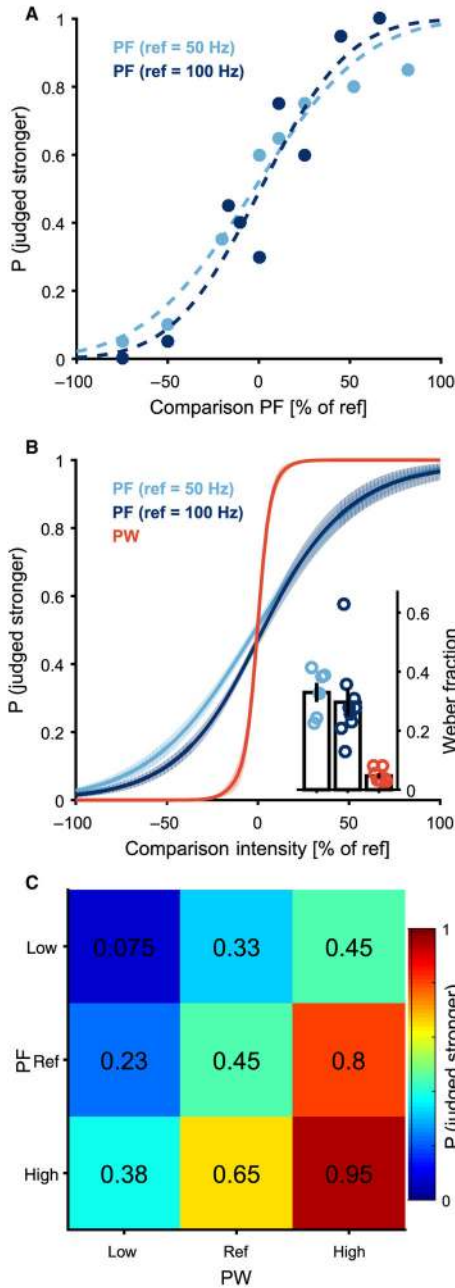 A
PF (ref = 50 Hz)
PF (ref = 100 Hz)
P (judged stronger)
1
0.8
0.6
0.4
0.2
0
−100
−50
0
50
100
Comparison PF [% of ref]
B
PF (ref = 50 Hz)
PF (ref = 100 Hz)
PW
P (judged stronger)
1
0.8
0.6
0.4
0.2
0
0.6
0.4
0.2
0
Weber fraction
−100
−50
0
50
100
Comparison intensity [% of ref]
C
PF
Low
0.075
0.33
0.45
Ref
0.23
0.45
0.8
High
0.38
0.65
0.95
Low
Ref
High
PW
1
0
P (judged stronger)